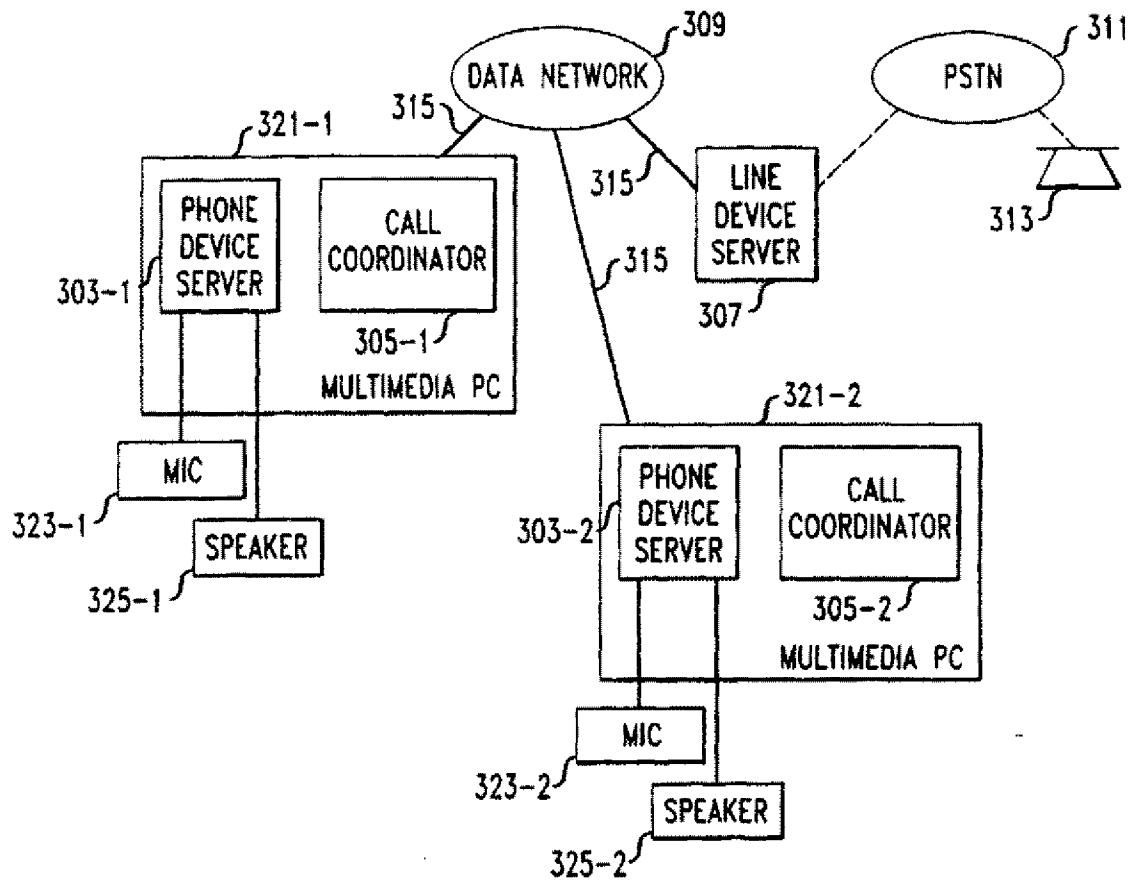 309
311
DATA NETWORK
PSTN
315
321-1
315
LINE
DEVICE
SERVER
313
PHONE
DEVICE
SERVER
CALL
COORDINATOR
303-1
315
307
305-1
MULTIMEDIA PC
321-2
MIC
323-1
PHONE
DEVICE
SERVER
CALL
COORDINATOR
303-2
SPEAKER
325-1
305-2
MULTIMEDIA PC
MIC
323-2
SPEAKER
325-2